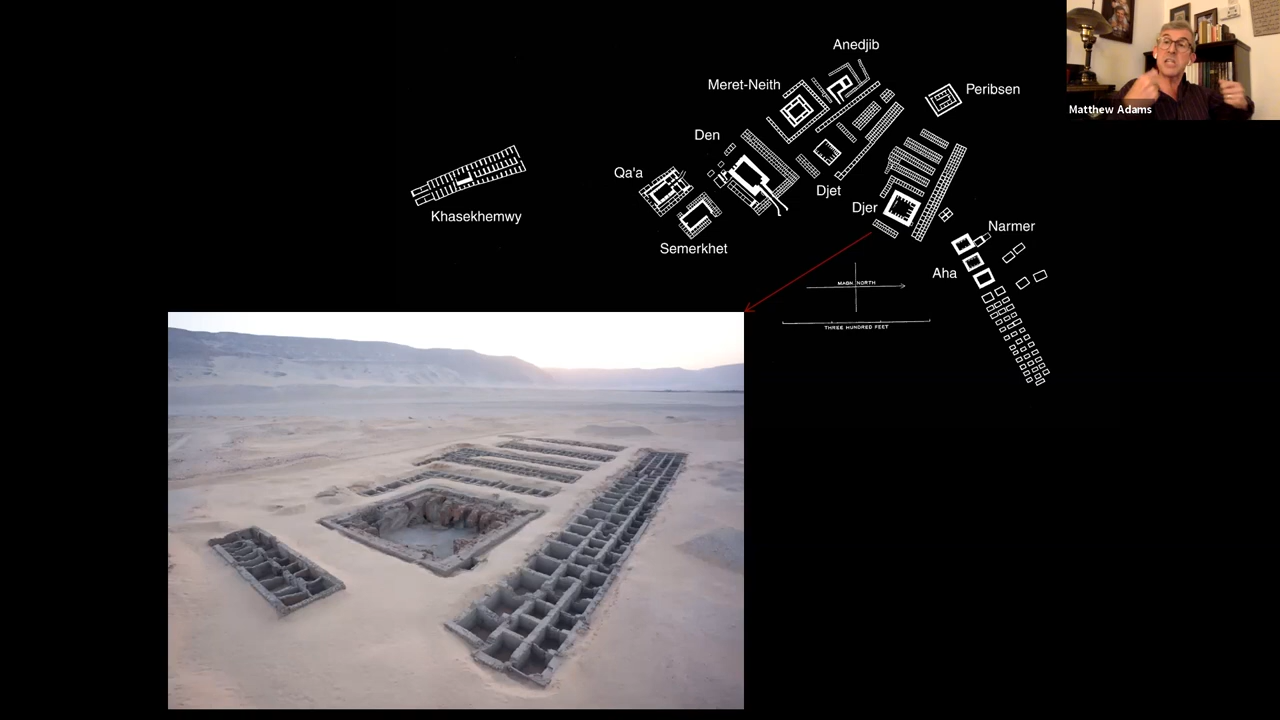 Anedjib
Meret-Neith
Peribsen
Den
Qa'a
Djet
Djer
Khasekhemwy
Narmer
Semerkhet
Aha
MAGN. NORTH
THREE HUNDRED FEET
Matthew Adams